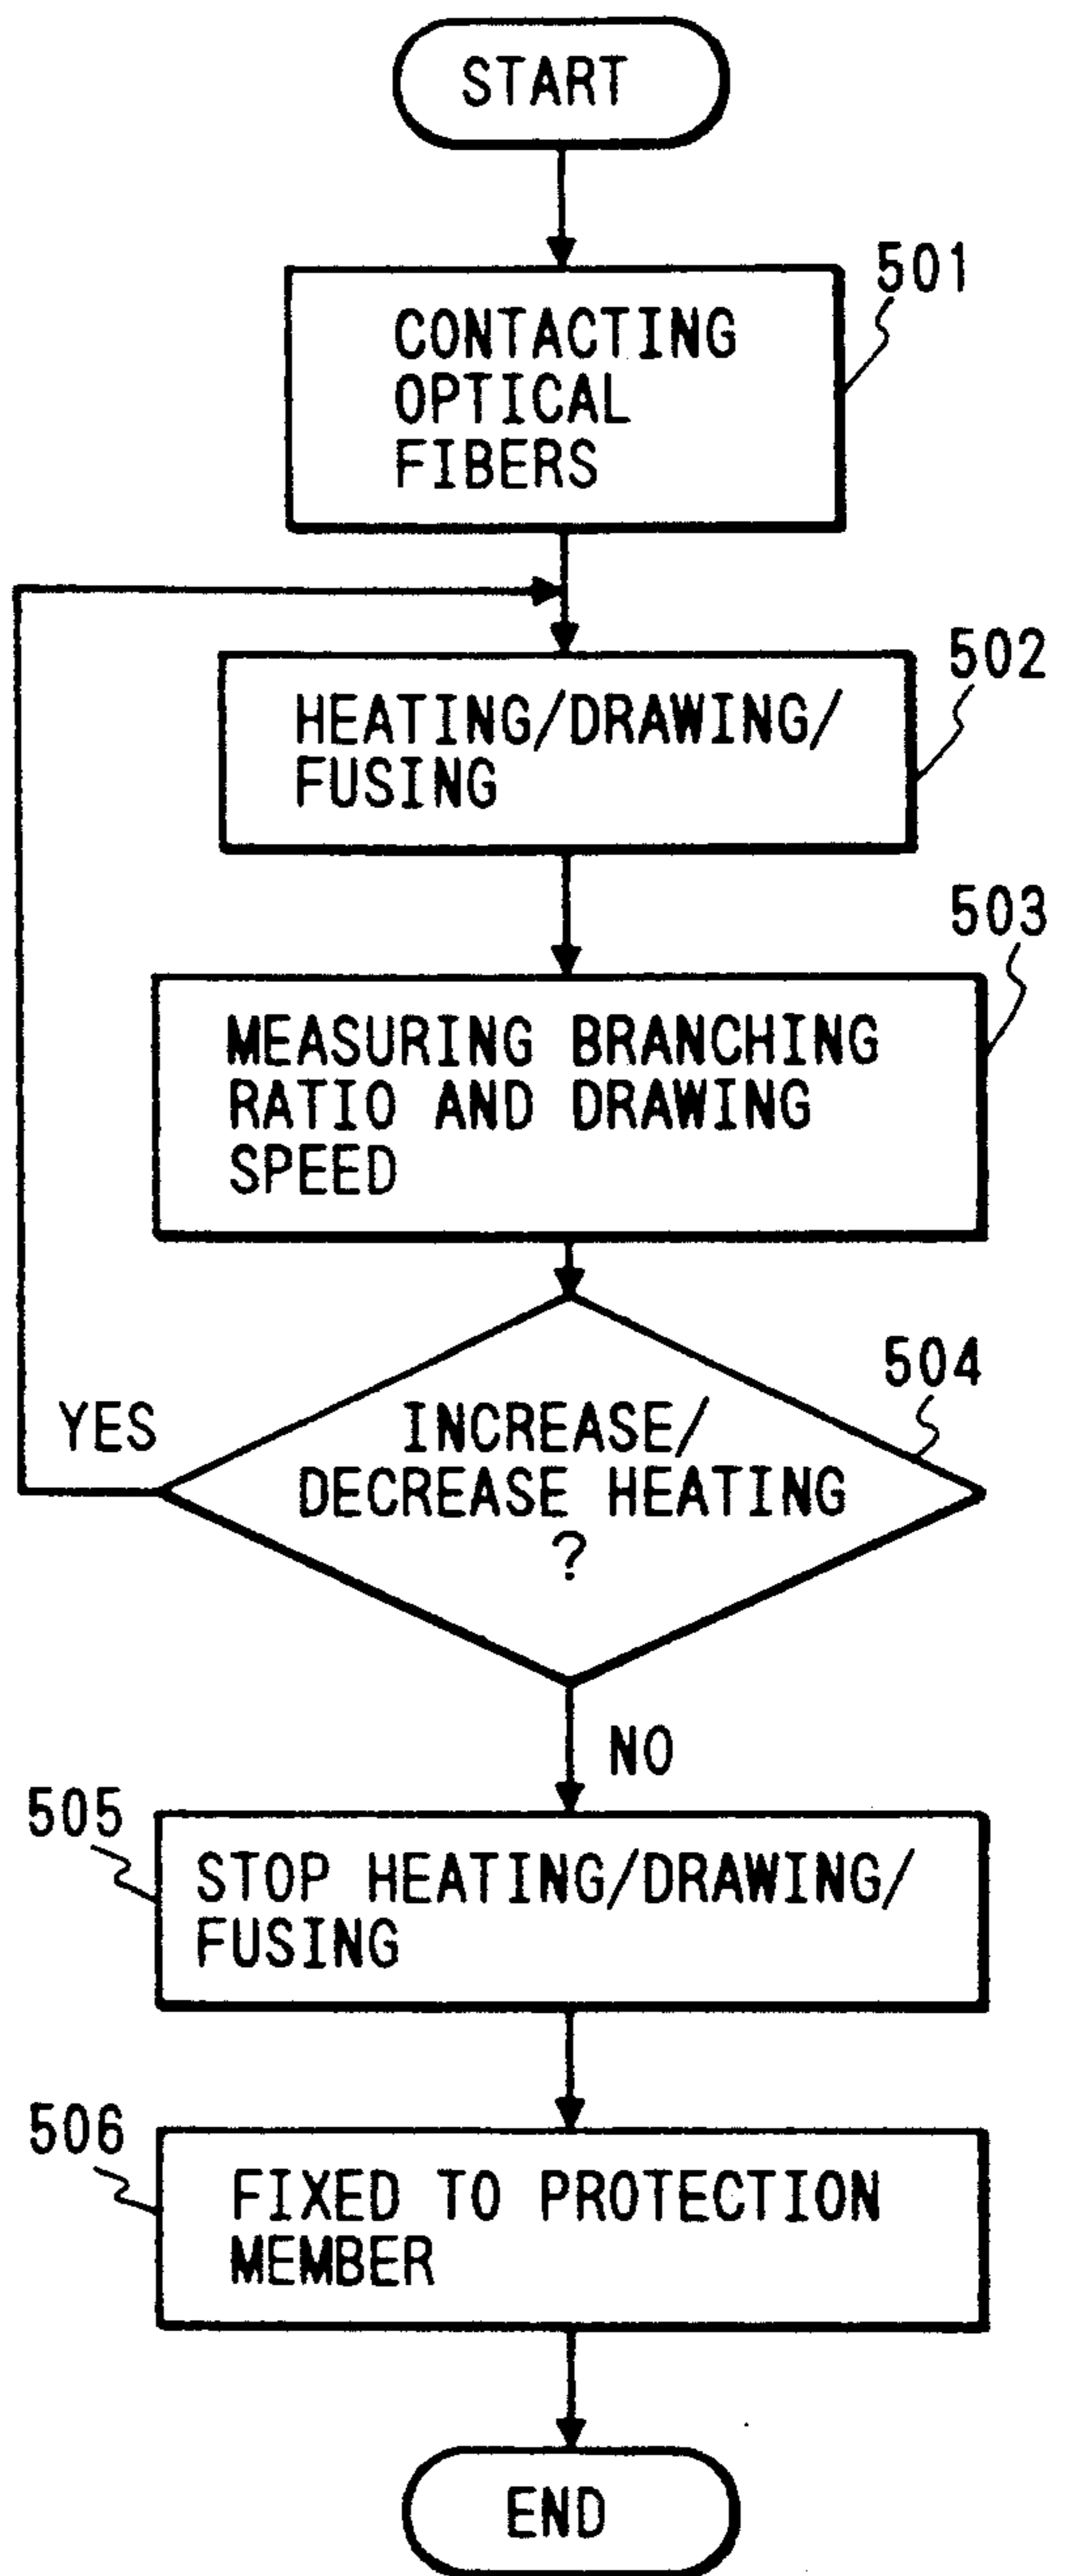 START
501
CONTACTING
OPTICAL
FIBERS
502
HEATING/DRAWING/
FUSING
503
MEASURING BRANCHING
RATIO AND DRAWING
SPEED
504
YES
INCREASE/
DECREASE HEATING
?
NO
505
STOP HEATING/DRAWING/
FUSING
506
FIXED TO PROTECTION
MEMBER
END